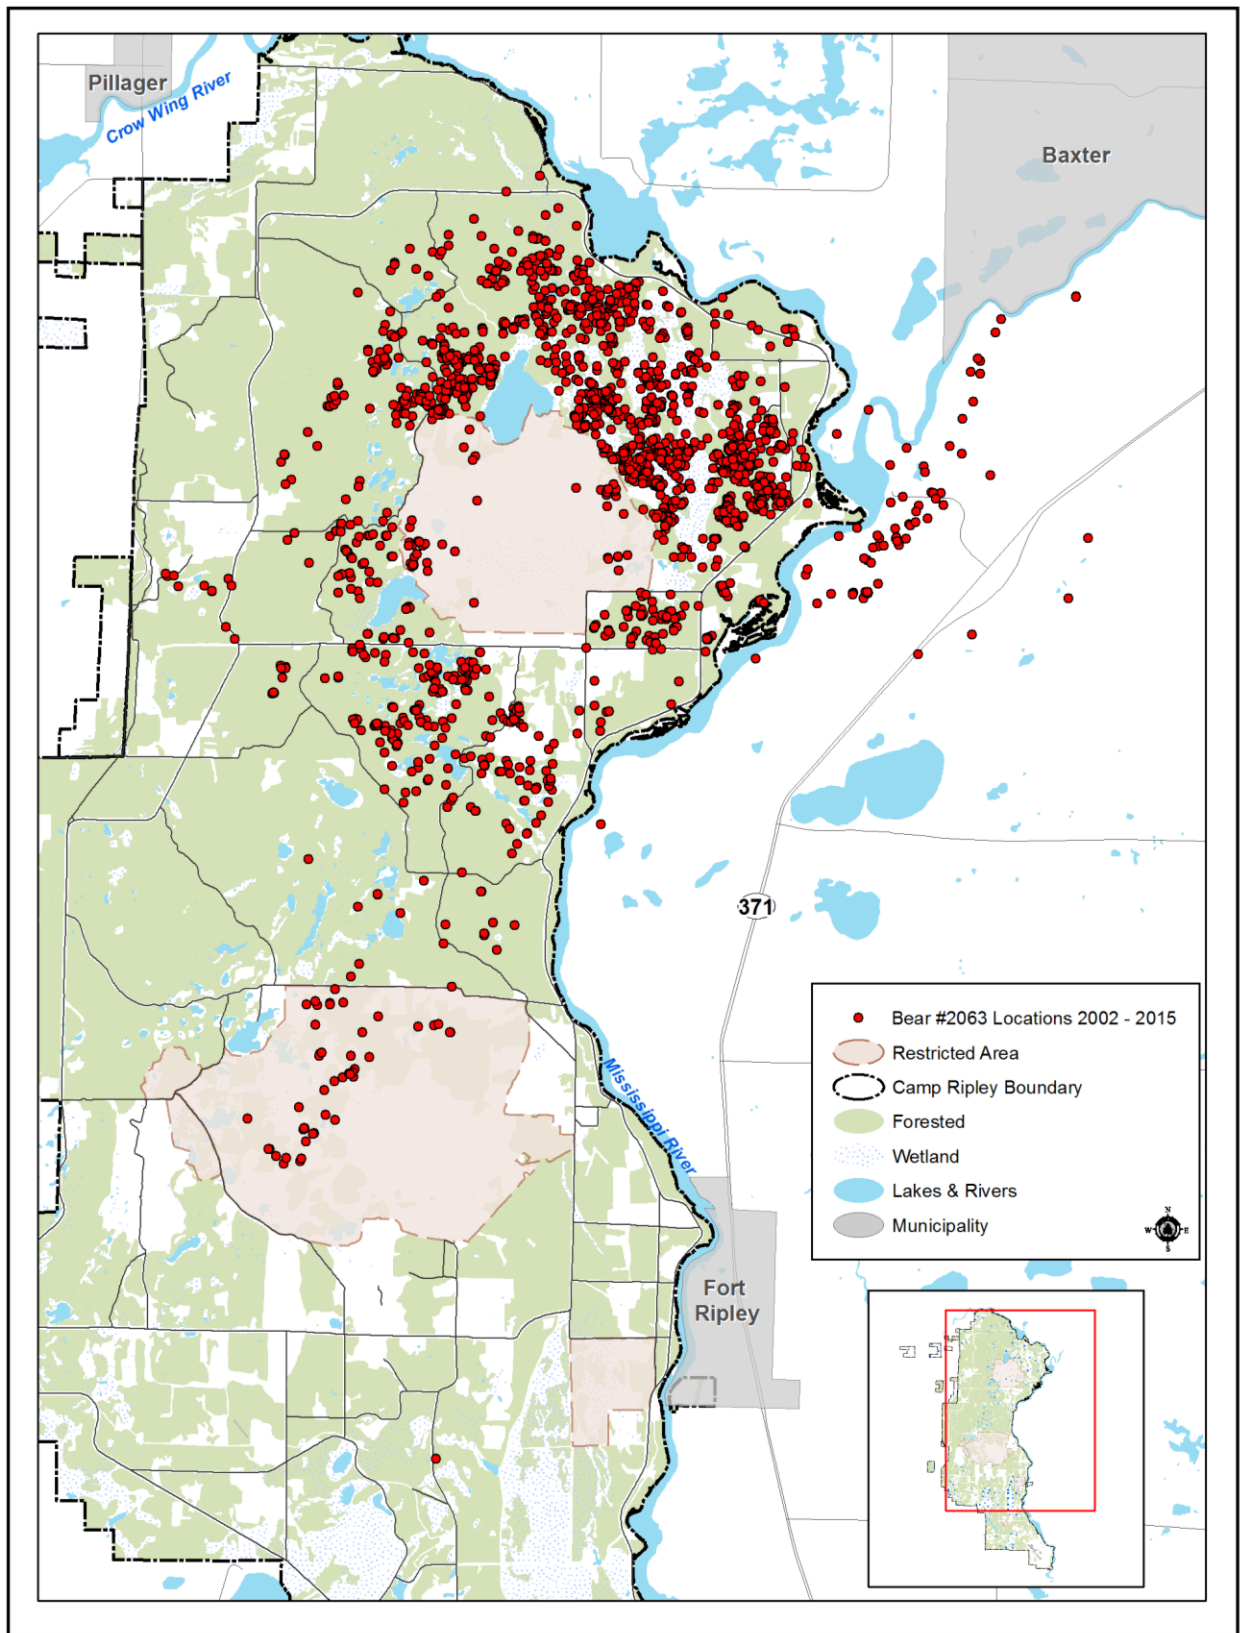 Pillager
Crow Wing River
Baxter
371
Mississippi River
Fort
Ripley
Bear #2063 Locations 2002 - 2015
Restricted Area
Camp Ripley Boundary
Forested
Wetland
Lakes & Rivers
Municipality
N
W E
S